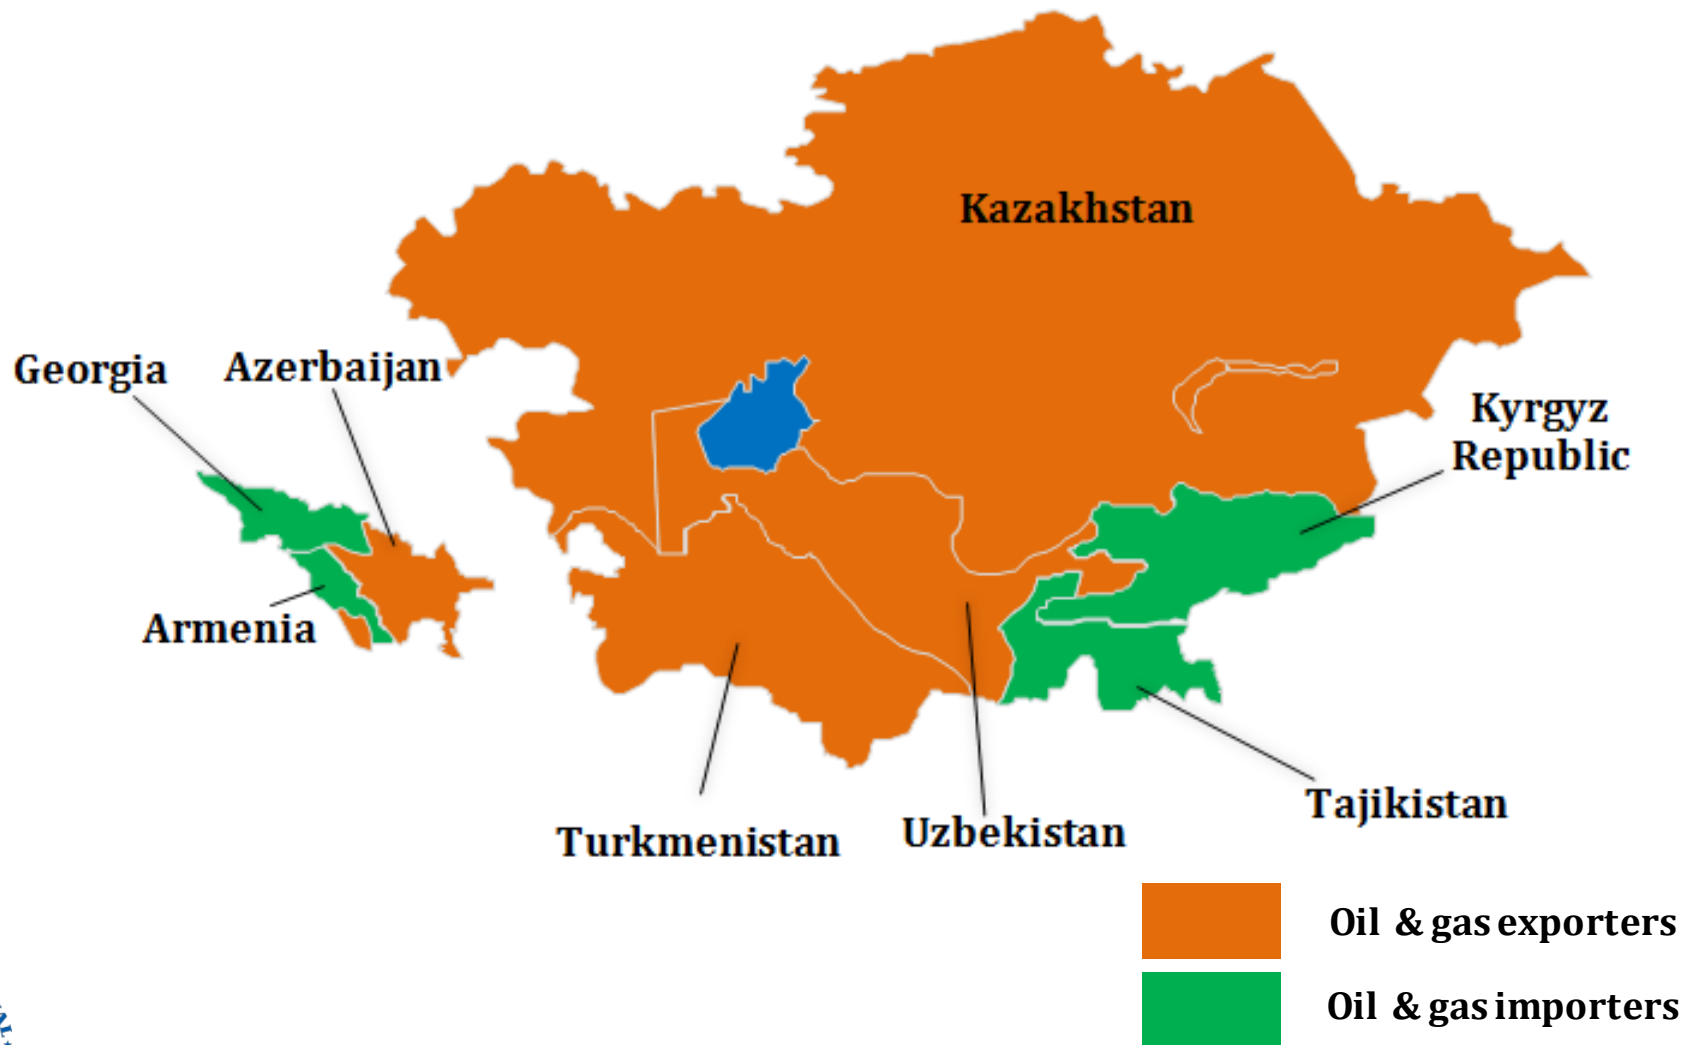 Kazakhstan
Georgia
Azerbaijan
Kyrgyz
Republic
Armenia
Tajikistan
Turkmenistan
Uzbekistan
Oil & gas exporters
Oil & gas importers